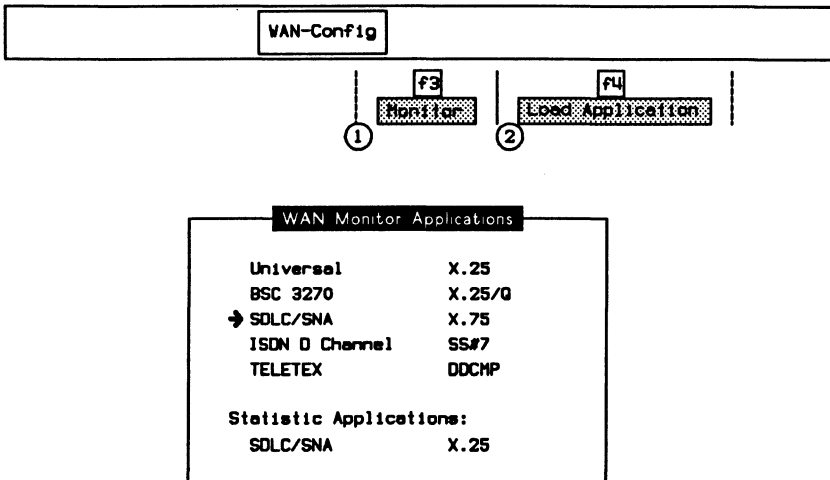 WAN-Config
f3 f4
Monitor Load Application
1 2
WAN Monitor Applications
Universal X.25
BSC 3270 X.25/Q
→ SDLC/SNA X.75
ISDN D Channel SS#7
TELETEX DDCMP
Statistic Applications:
SDLC/SNA X.25